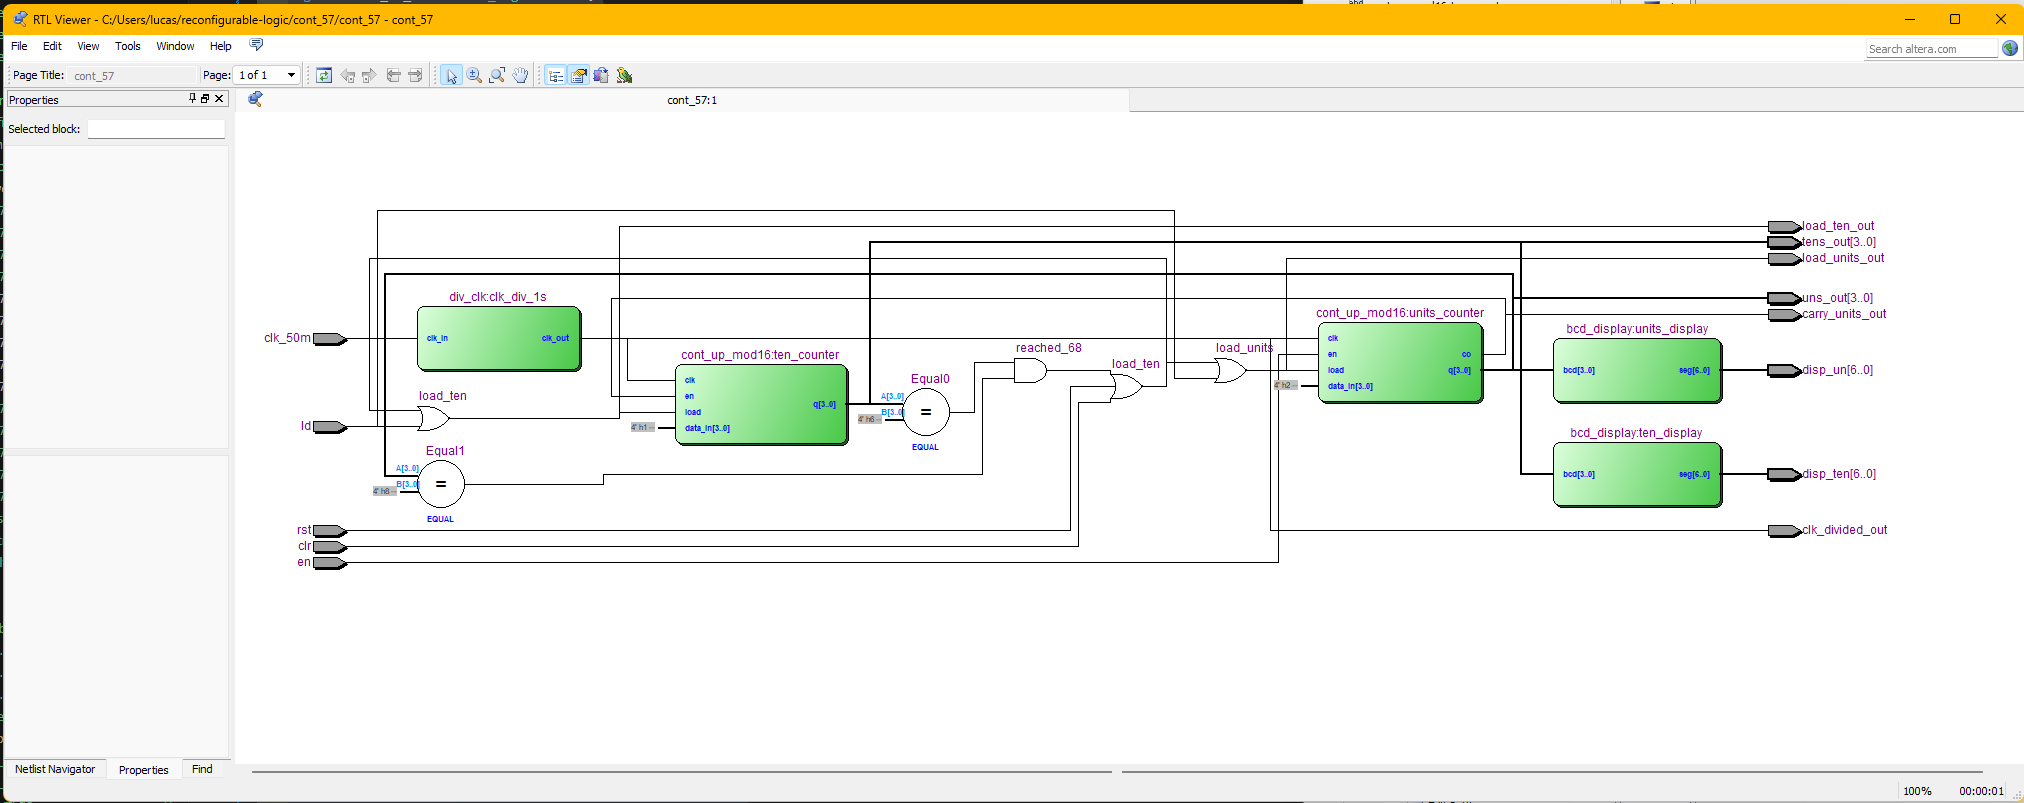 RTL Viewer - C:/Users/lucas/reconfigurable-logic/cont_57/cont_57 - cont_57
File Edit View Tools Window Help
Search altera.com
Page Title: cont_57 Page: 1 of 1
Properties
cont_57:1
Selected block:
load_ten_out
tens_out[3..0]
load_units_out
div_clk:clk_div_1s
uns_out[3..0]
cont_up_mod16:units_counter
carry_units_out
bcd_display:units_display
clk_50m
clk_in clk_out
clk
reached_68
load_units
cont_up_mod16:ten_counter
en co
load_ten
load q[3..0]
bcd[3..0] seg[6..0]
disp_un[6..0]
Equal0
clk
4' h2 --
data_in[3..0]
load_ten
en
A[3..0]
q[3..0]
load
B[3..0]
=
4' h6 --
ld
4' h1 --
data_in[3..0]
bcd_display:ten_display
EQUAL
Equal1
A[3..0]
bcd[3..0] seg[6..0]
disp_ten[6..0]
B[3..0]
=
4' h8 --
EQUAL
rst
clk_divided_out
clr
en
Netlist Navigator Properties Find
100% 00:00:01